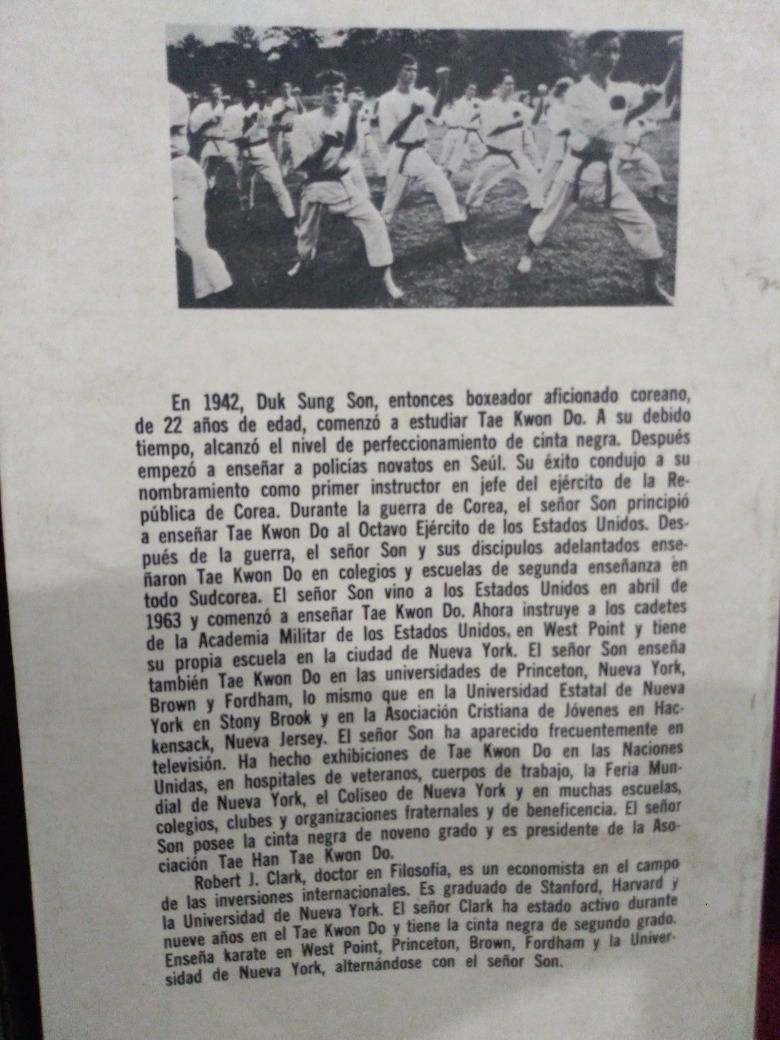 En 1942, Duk Sung Son, entonces boxeador aficionado coreano,
de 22 años de edad, comenzó a estudiar Tae Kwon Do. A su debido
tiempo, alcanzó el nivel de perfeccionamiento de cinta negra. Después
empezó a enseñar a policías novatos en Seúl. Su éxito condujo a su
nombramiento como primer instructor en jefe del ejército de la Re-
pública de Corea. Durante la guerra de Corea, el señor Son principió
a enseñar Tae Kwon Do al Octavo Ejército de los Estados Unidos. Des-
pués de la guerra, el señor Son y sus discípulos adelantados ense-
ñaron Tae Kwon Do en colegios y escuelas de segunda enseñanza en
todo Sudcorea. El señor Son vino a los Estados Unidos en abril de
1963 y comenzó a enseñar Tae Kwon Do. Ahora instruye a los cadetes
de la Academia Militar de los Estados Unidos, en West Point y tiene
su propia escuela en la ciudad de Nueva York. El señor Son enseña
también Tae Kwon Do en las universidades de Princeton, Nueva York,
Brown y Fordham, lo mismo que en la Universidad Estatal de Nueva
York en Stony Brook y en la Asociación Cristiana de Jóvenes en Hac-
kensack, Nueva Jersey. El señor Son ha aparecido frecuentemente en
televisión. Ha hecho exhibiciones de Tae Kwon Do en las Naciones
Unidas, en hospitales de veteranos, cuerpos de trabajo, la Feria Mun-
dial de Nueva York, el Coliseo de Nueva York y en muchas escuelas,
colegios, clubes y organizaciones fraternales y de beneficencia. El señor
Son posee la cinta negra de noveno grado y es presidente de la Aso-
ciación Tae Han Tae Kwon Do.
Robert J. Clark, doctor en Filosofía, es un economista en el campo
de las inversiones internacionales. Es graduado de Stanford, Harvard y
la Universidad de Nueva York. El señor Clark ha estado activo durante
nueve años en el Tae Kwon Do y tiene la cinta negra de segundo grado.
Enseña karate en West Point, Princeton, Brown, Fordham y la Univer-
sidad de Nueva York, alternándose con el señor Son.